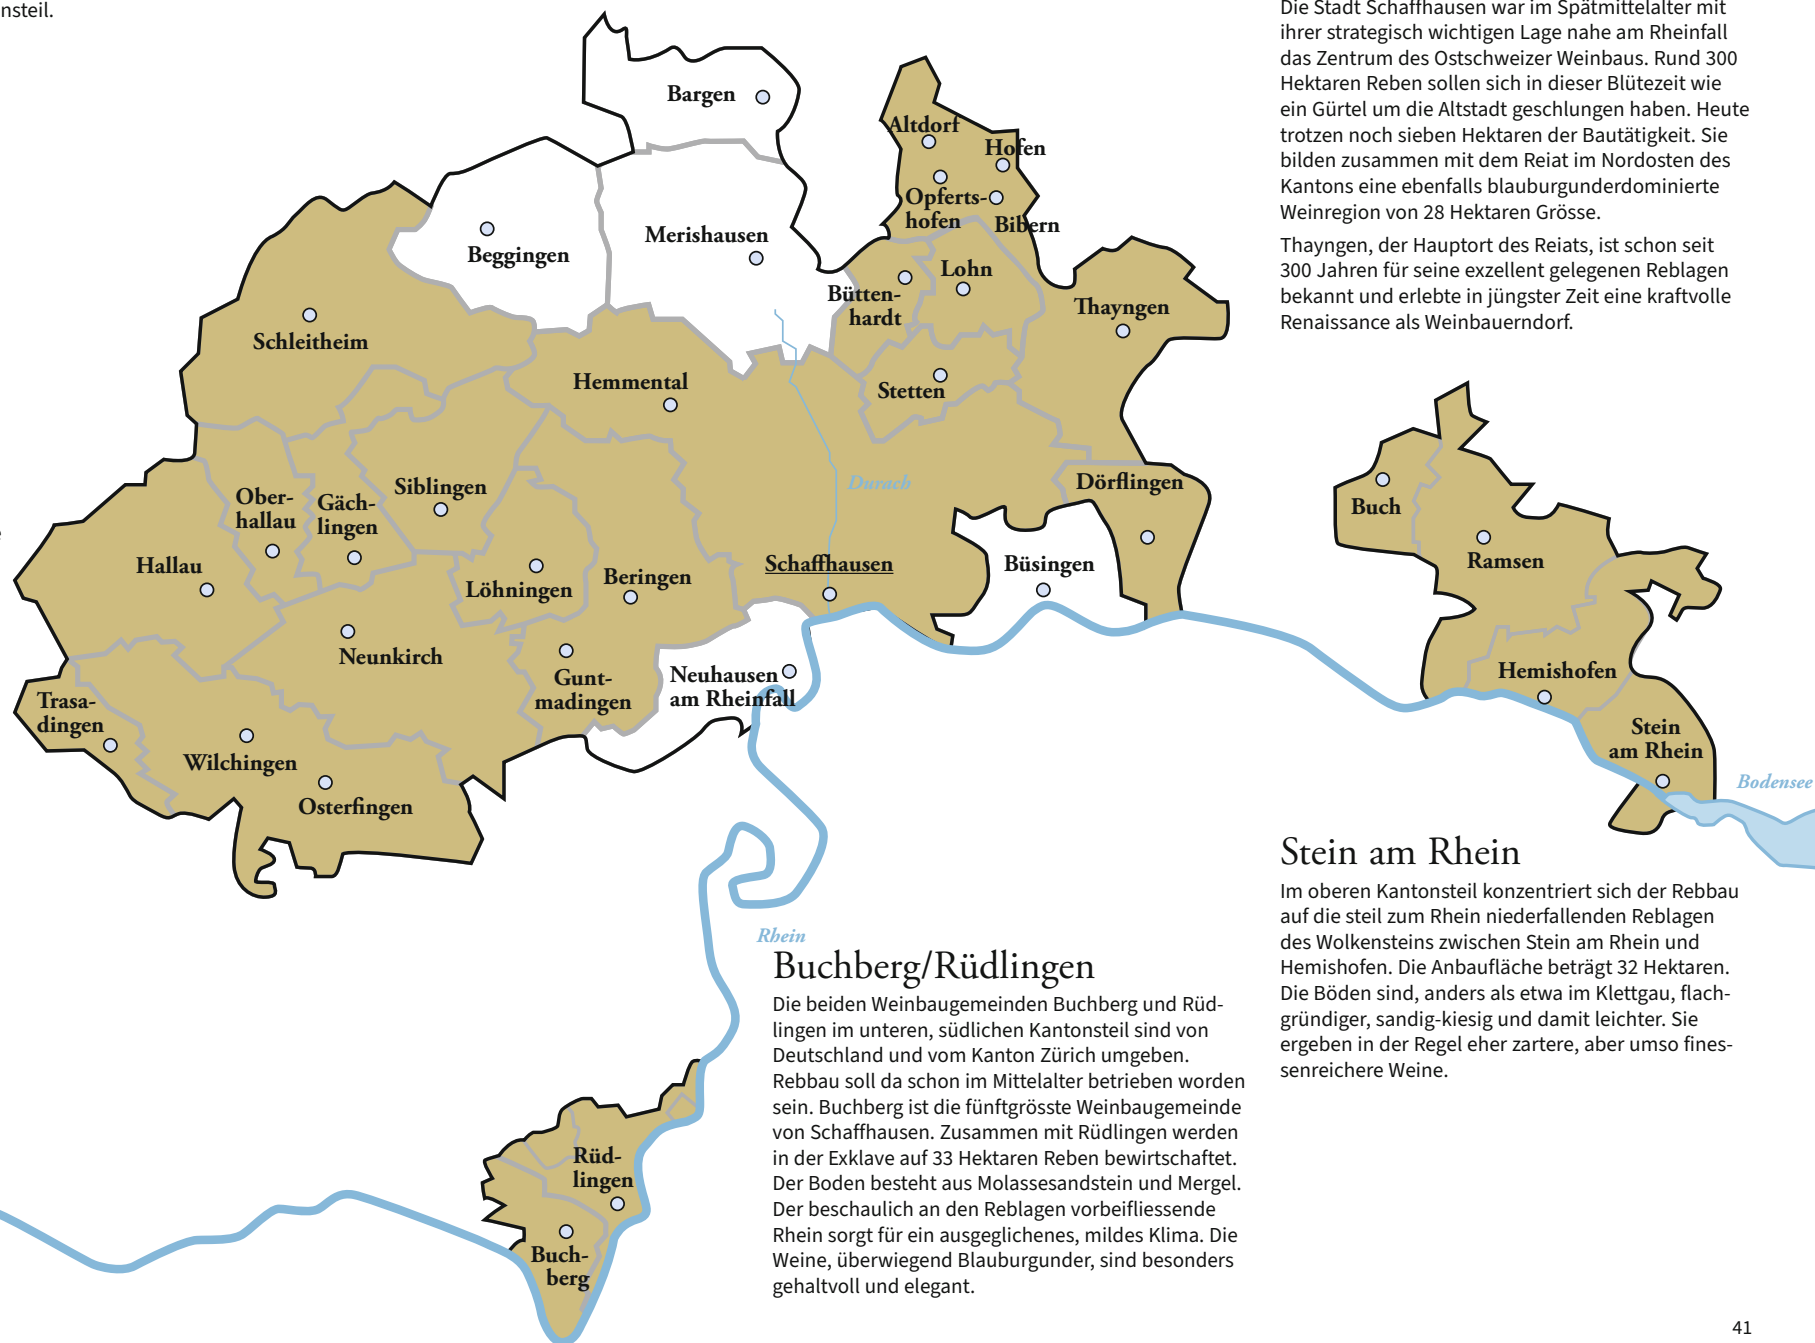 nsteil.
Bargen
Beggingen
Merishausen
Altdorf
Hofen
Opferts-
hofen
Bibern
Lohn
Bütten-
hardt
Thayngen
Schleitheim
Hemmental
Stetten
Durach
Dörflingen
Ober-
hallau
Gäch-
lingen
Siblingen
Hallau
Löhningen
Beringen
Schaffhausen
Büsingen
Neunkirch
Gunt-
madingen
Neuhausen
am Rheinfall
Trasa-
dingen
Wilchingen
Osterfingen
Buch
Ramsen
Hemishofen
Stein
am Rhein
Bodensee
Rhein
Rüd-
lingen
Buch-
berg
Die Stadt Schaffhausen war im Spätmittelalter mit
ihrer strategisch wichtigen Lage nahe am Rheinfall
das Zentrum des Ostschweizer Weinbaus. Rund 300
Hektaren Reben sollen sich in dieser Blütezeit wie
ein Gürtel um die Altstadt geschlungen haben. Heute
trotzen noch sieben Hektaren der Bautätigkeit. Sie
bilden zusammen mit dem Reiat im Nordosten des
Kantons eine ebenfalls blauburgunderdominierte
Weinregion von 28 Hektaren Grösse.
Thayngen, der Hauptort des Reiats, ist schon seit
300 Jahren für seine exzellent gelegenen Reblagen
bekannt und erlebte in jüngster Zeit eine kraftvolle
Renaissance als Weinbauerndorf.
Buchberg/Rüdlingen
Die beiden Weinbaugemeinden Buchberg und Rüd-
lingen im unteren, südlichen Kantonsteil sind von
Deutschland und vom Kanton Zürich umgeben.
Rebbau soll da schon im Mittelalter betrieben worden
sein. Buchberg ist die fünftgrösste Weinbaugemeinde
von Schaffhausen. Zusammen mit Rüdlingen werden
in der Exklave auf 33 Hektaren Reben bewirtschaftet.
Der Boden besteht aus Molassesandstein und Mergel.
Der beschaulich an den Reblagen vorbeifliessende
Rhein sorgt für ein ausgeglichenes, mildes Klima. Die
Weine, überwiegend Blauburgunder, sind besonders
gehaltvoll und elegant.
Stein am Rhein
Im oberen Kantonsteil konzentriert sich der Rebbau
auf die steil zum Rhein niederfallenden Reblagen
des Wolkensteins zwischen Stein am Rhein und
Hemishofen. Die Anbaufläche beträgt 32 Hektaren.
Die Böden sind, anders als etwa im Klettgau, flach-
gründiger, sandig-kiesig und damit leichter. Sie
ergeben in der Regel eher zartere, aber umso fines-
senreichere Weine.
41